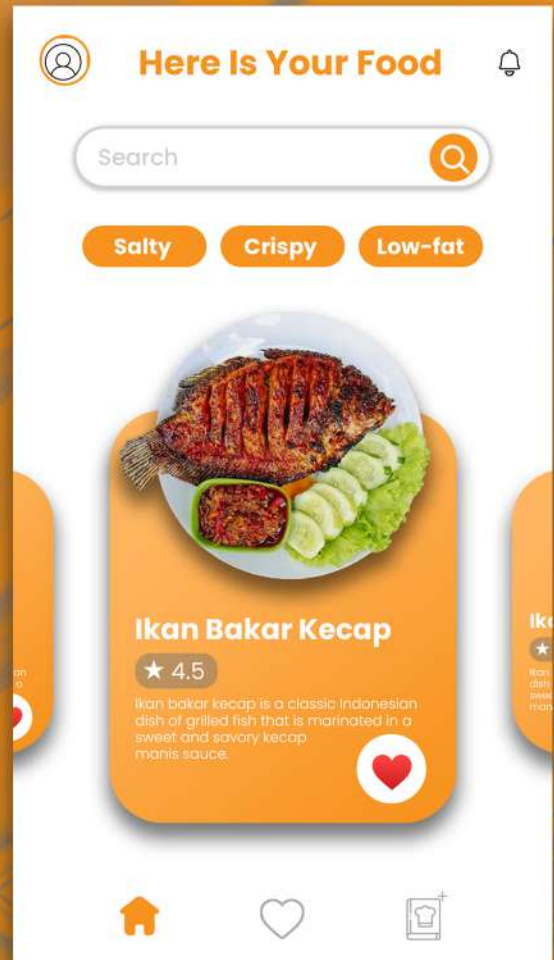 Here Is Your Food
Search
Salty
Crispy
Low-fat
Ikan Bakar Kecap
★ 4.5
Ikan bakar kecap is a classic Indonesian
dish of grilled fish that is marinated in a
sweet and savory kecap
manis sauce.